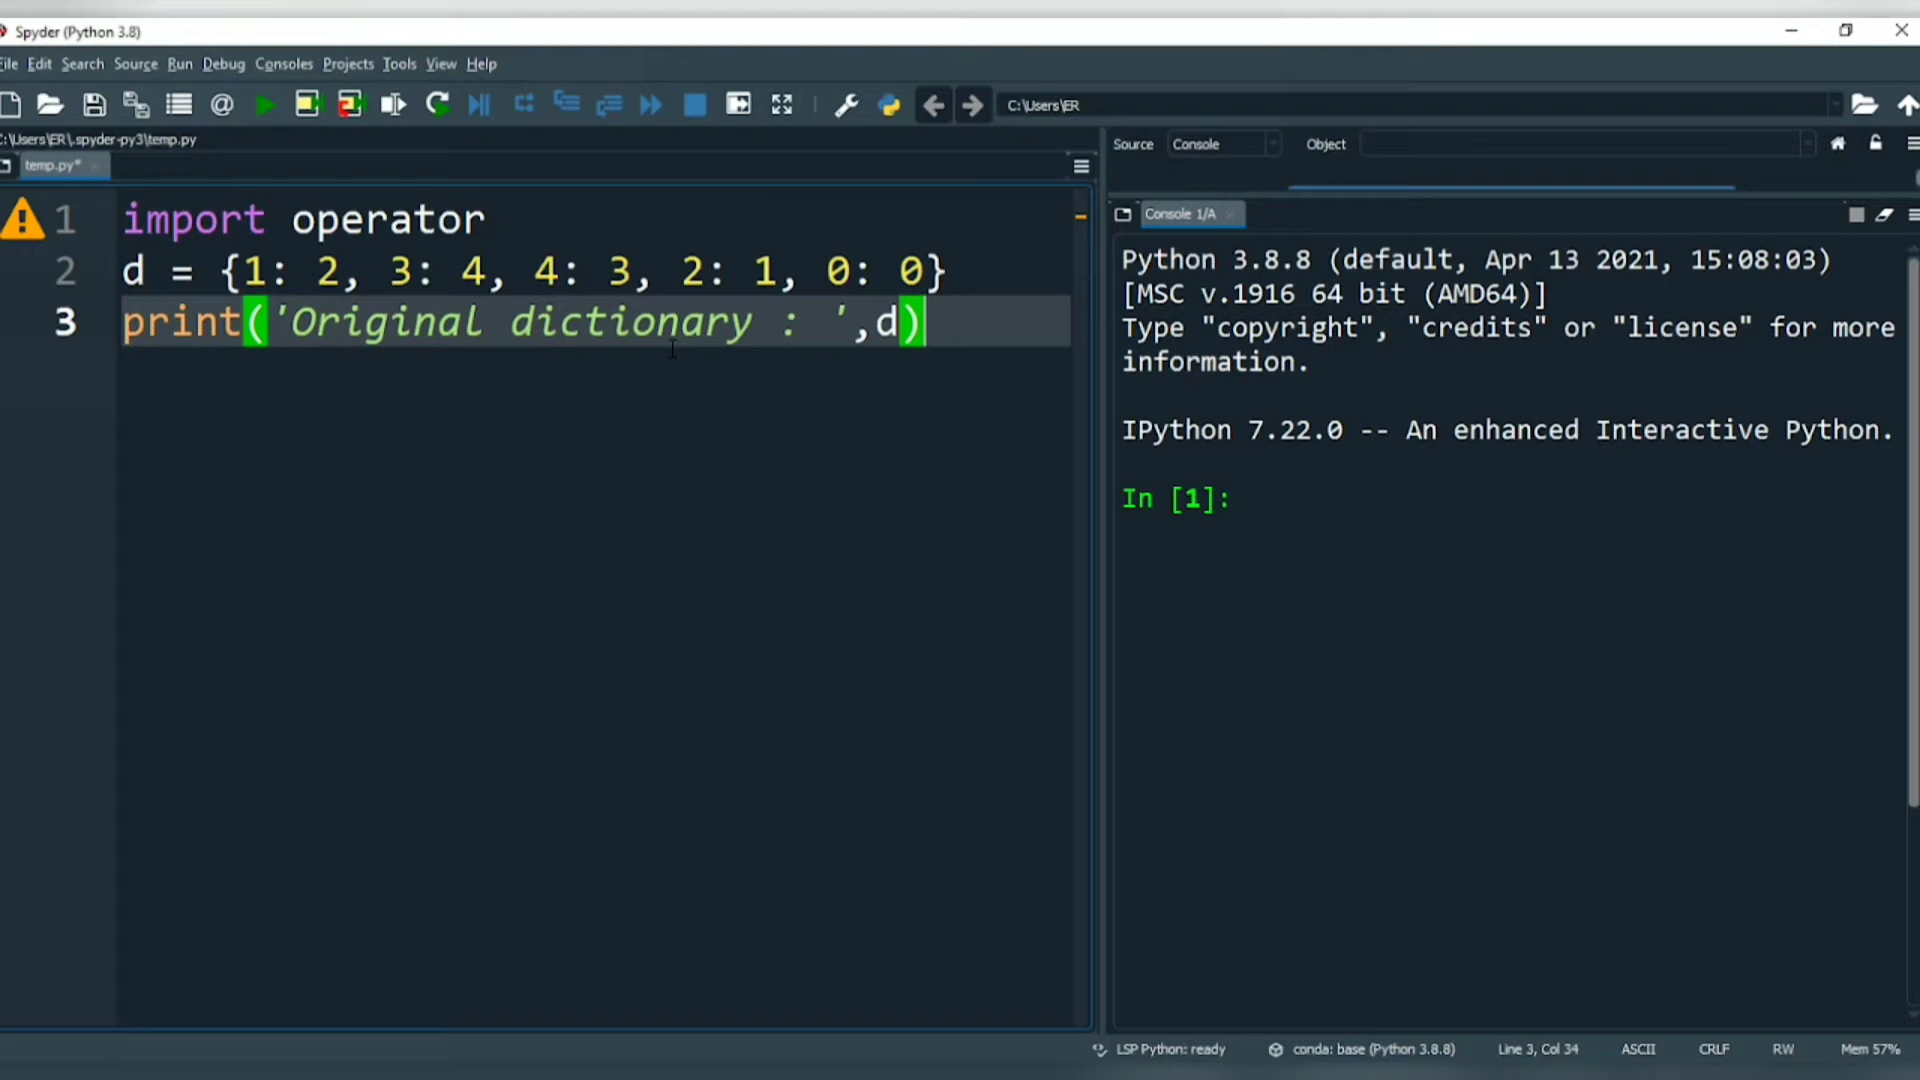 Spyder (Python 3.8)
File Edit Search Source Run Debug Consoles Projects Tools View Help
C:\Users\ER
C:\Users\ER\.spyder-py3\temp.py
temp.py*
Source Console Object
Console 1/A
1 import operator
2 d = {1: 2, 3: 4, 4: 3, 2: 1, 0: 0}
3 print('Original dictionary : ',d)
Python 3.8.8 (default, Apr 13 2021, 15:08:03)
[MSC v.1916 64 bit (AMD64)]
Type "copyright", "credits" or "license" for more
information.
IPython 7.22.0 -- An enhanced Interactive Python.
In [1]:
LSP Python: ready conda: base (Python 3.8.8) Line 3, Col 34 ASCII CRLF RW Mem 57%